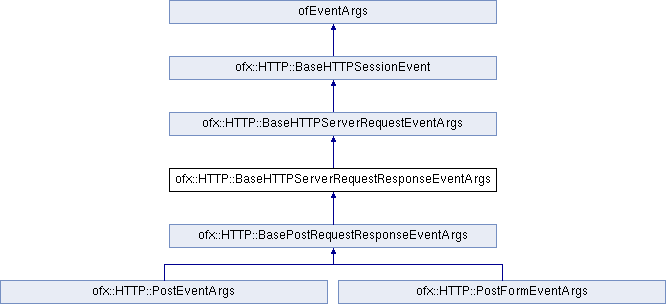 ofEventArgs
ofx::HTTP::BaseHTTPSessionEvent
ofx::HTTP::BaseHTTPServerRequestEventArgs
ofx::HTTP::BaseHTTPServerRequestResponseEventArgs
ofx::HTTP::BasePostRequestResponseEventArgs
ofx::HTTP::PostEventArgs
ofx::HTTP::PostFormEventArgs